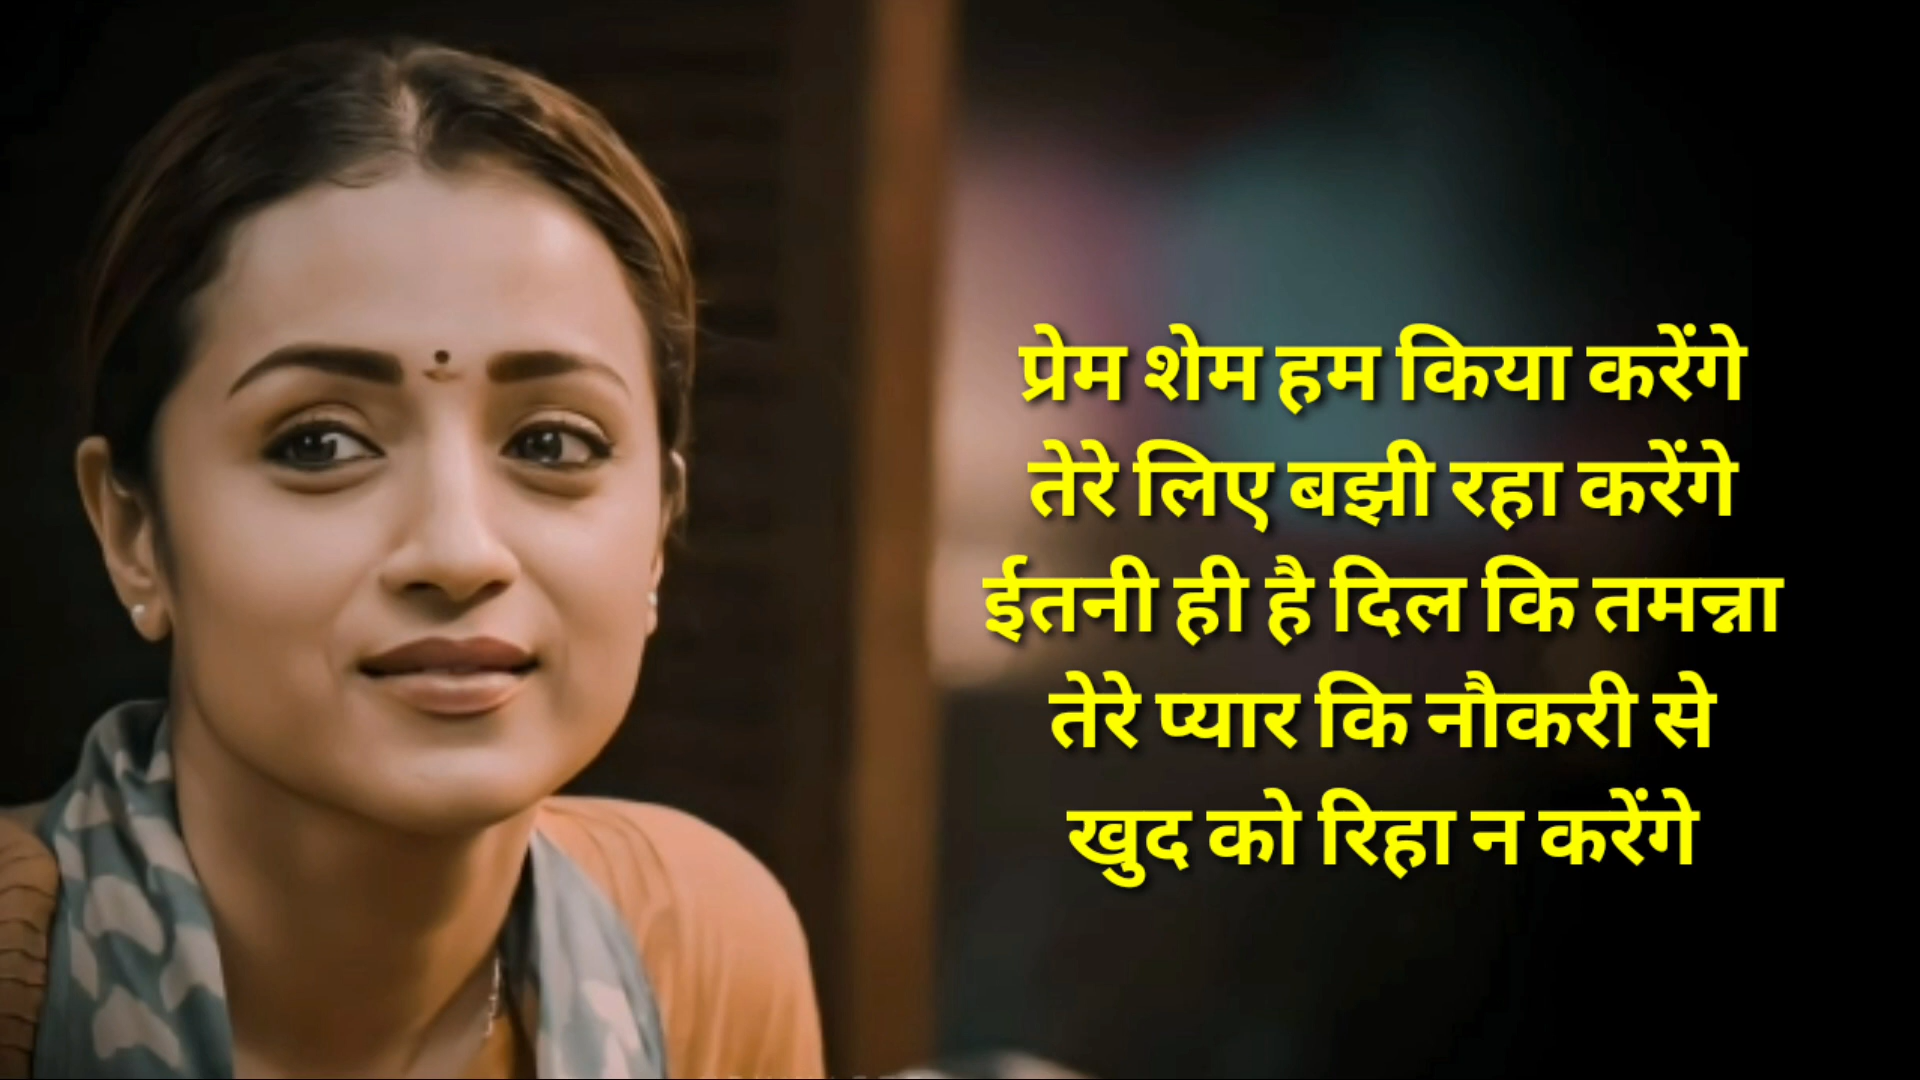 प्रेम शेम हम किया करेंगे
तेरे लिए बझी रहा करेंगे
ईतनी ही है दिल कि तमन्ना
तेरे प्यार कि नौकरी से
खुद को रिहा न करेंगे